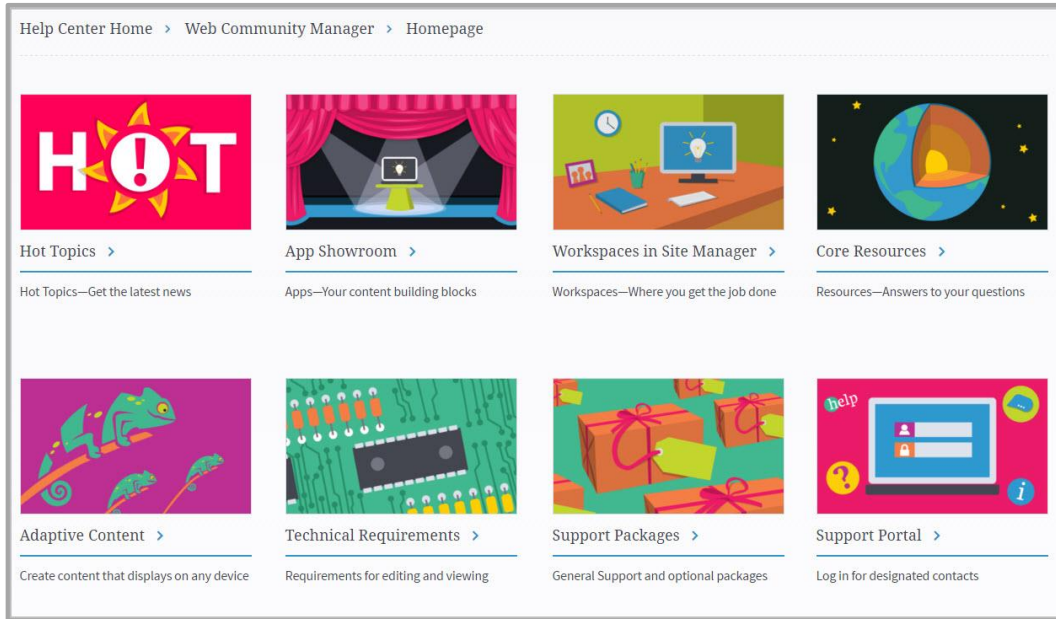 Help Center Home > Web Community Manager > Homepage
H!T
Hot Topics >
App Showroom >
Workspaces in Site Manager >
Core Resources >
Hot Topics—Get the latest news
Apps—Your content building blocks
Workspaces—Where you get the job done
Resources—Answers to your questions
help
?
i
Adaptive Content >
Technical Requirements >
Support Packages >
Support Portal >
Create content that displays on any device
Requirements for editing and viewing
General Support and optional packages
Log in for designated contacts